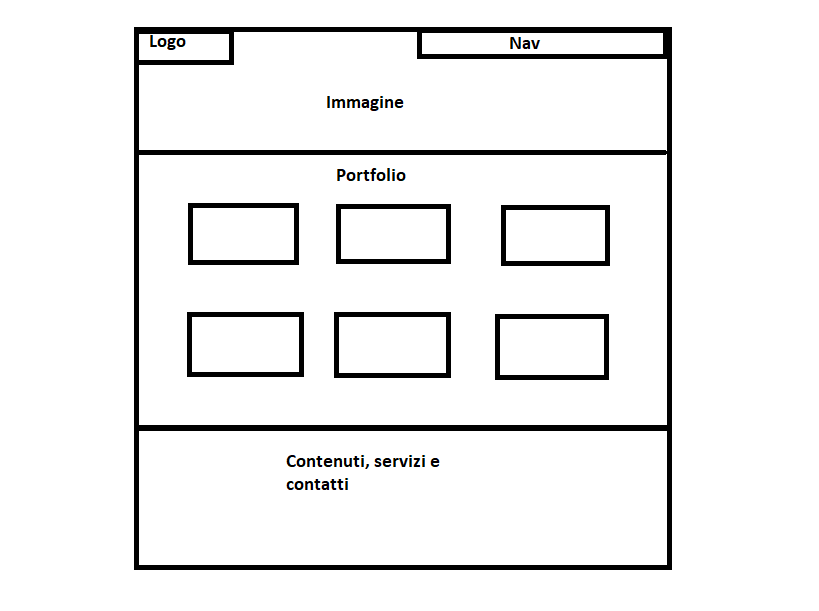 Logo
Nav
Immagine
Portfolio
Contenuti, servizi e
contatti